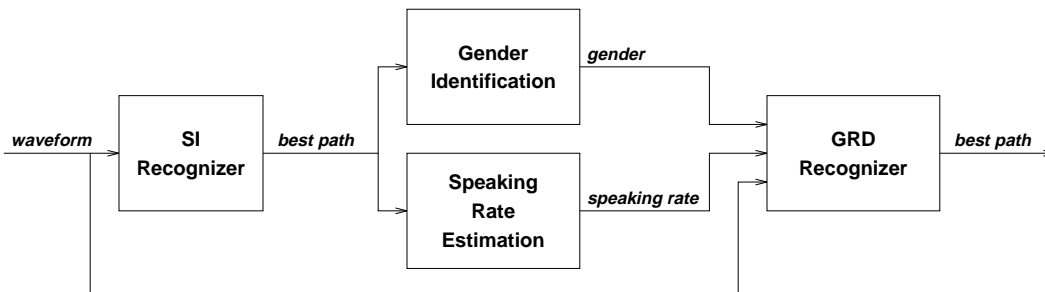 waveform
SI
Recognizer
best path
Gender
Identification
gender
Speaking
Rate
Estimation
speaking rate
GRD
Recognizer
best path